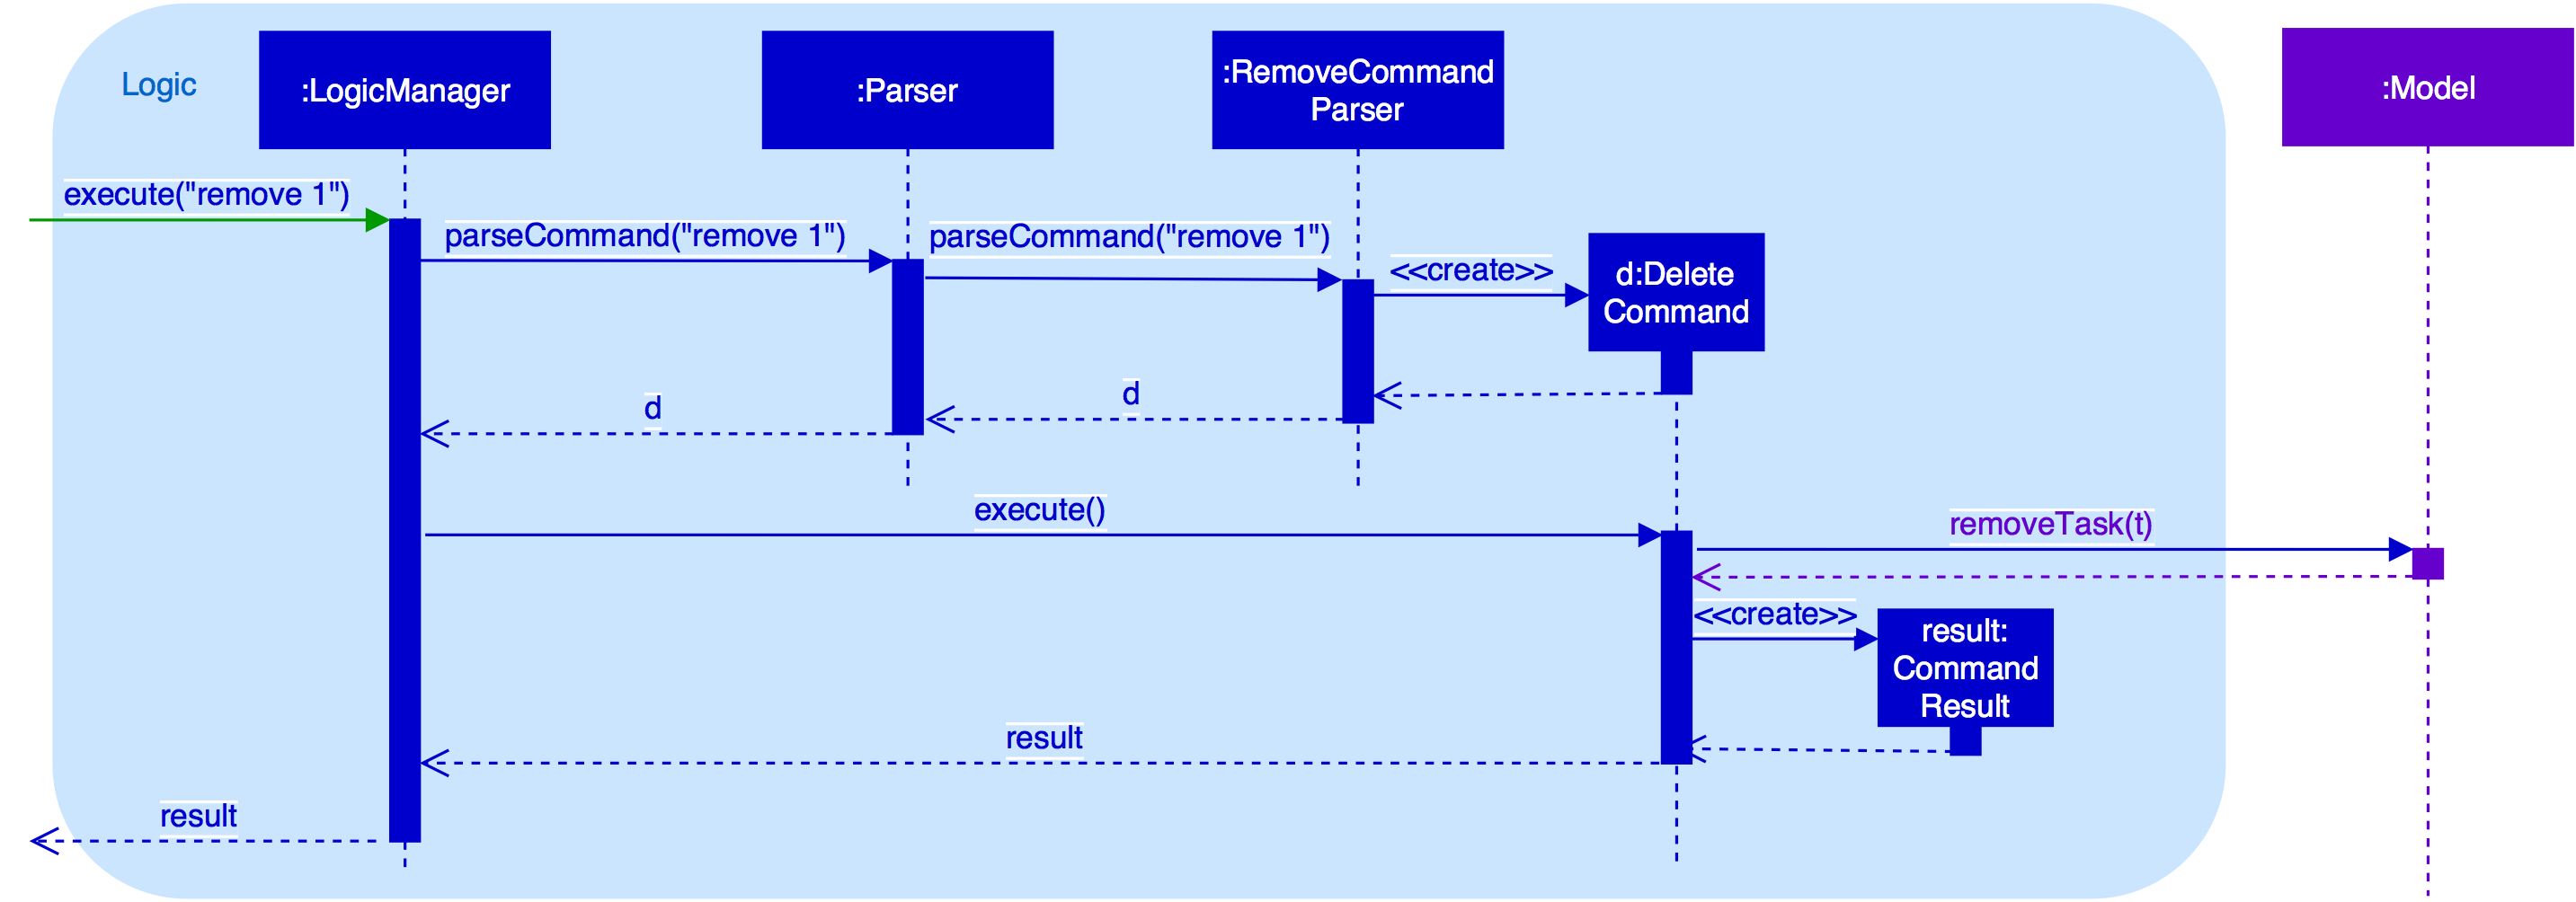 Logic
:LogicManager
:Parser
:RemoveCommand
Parser
:Model
execute("remove 1")
parseCommand("remove 1")
parseCommand("remove 1")
<<create>>
d:Delete
Command
d
d
execute()
removeTask(t)
<<create>>
result:
Command
Result
result
result